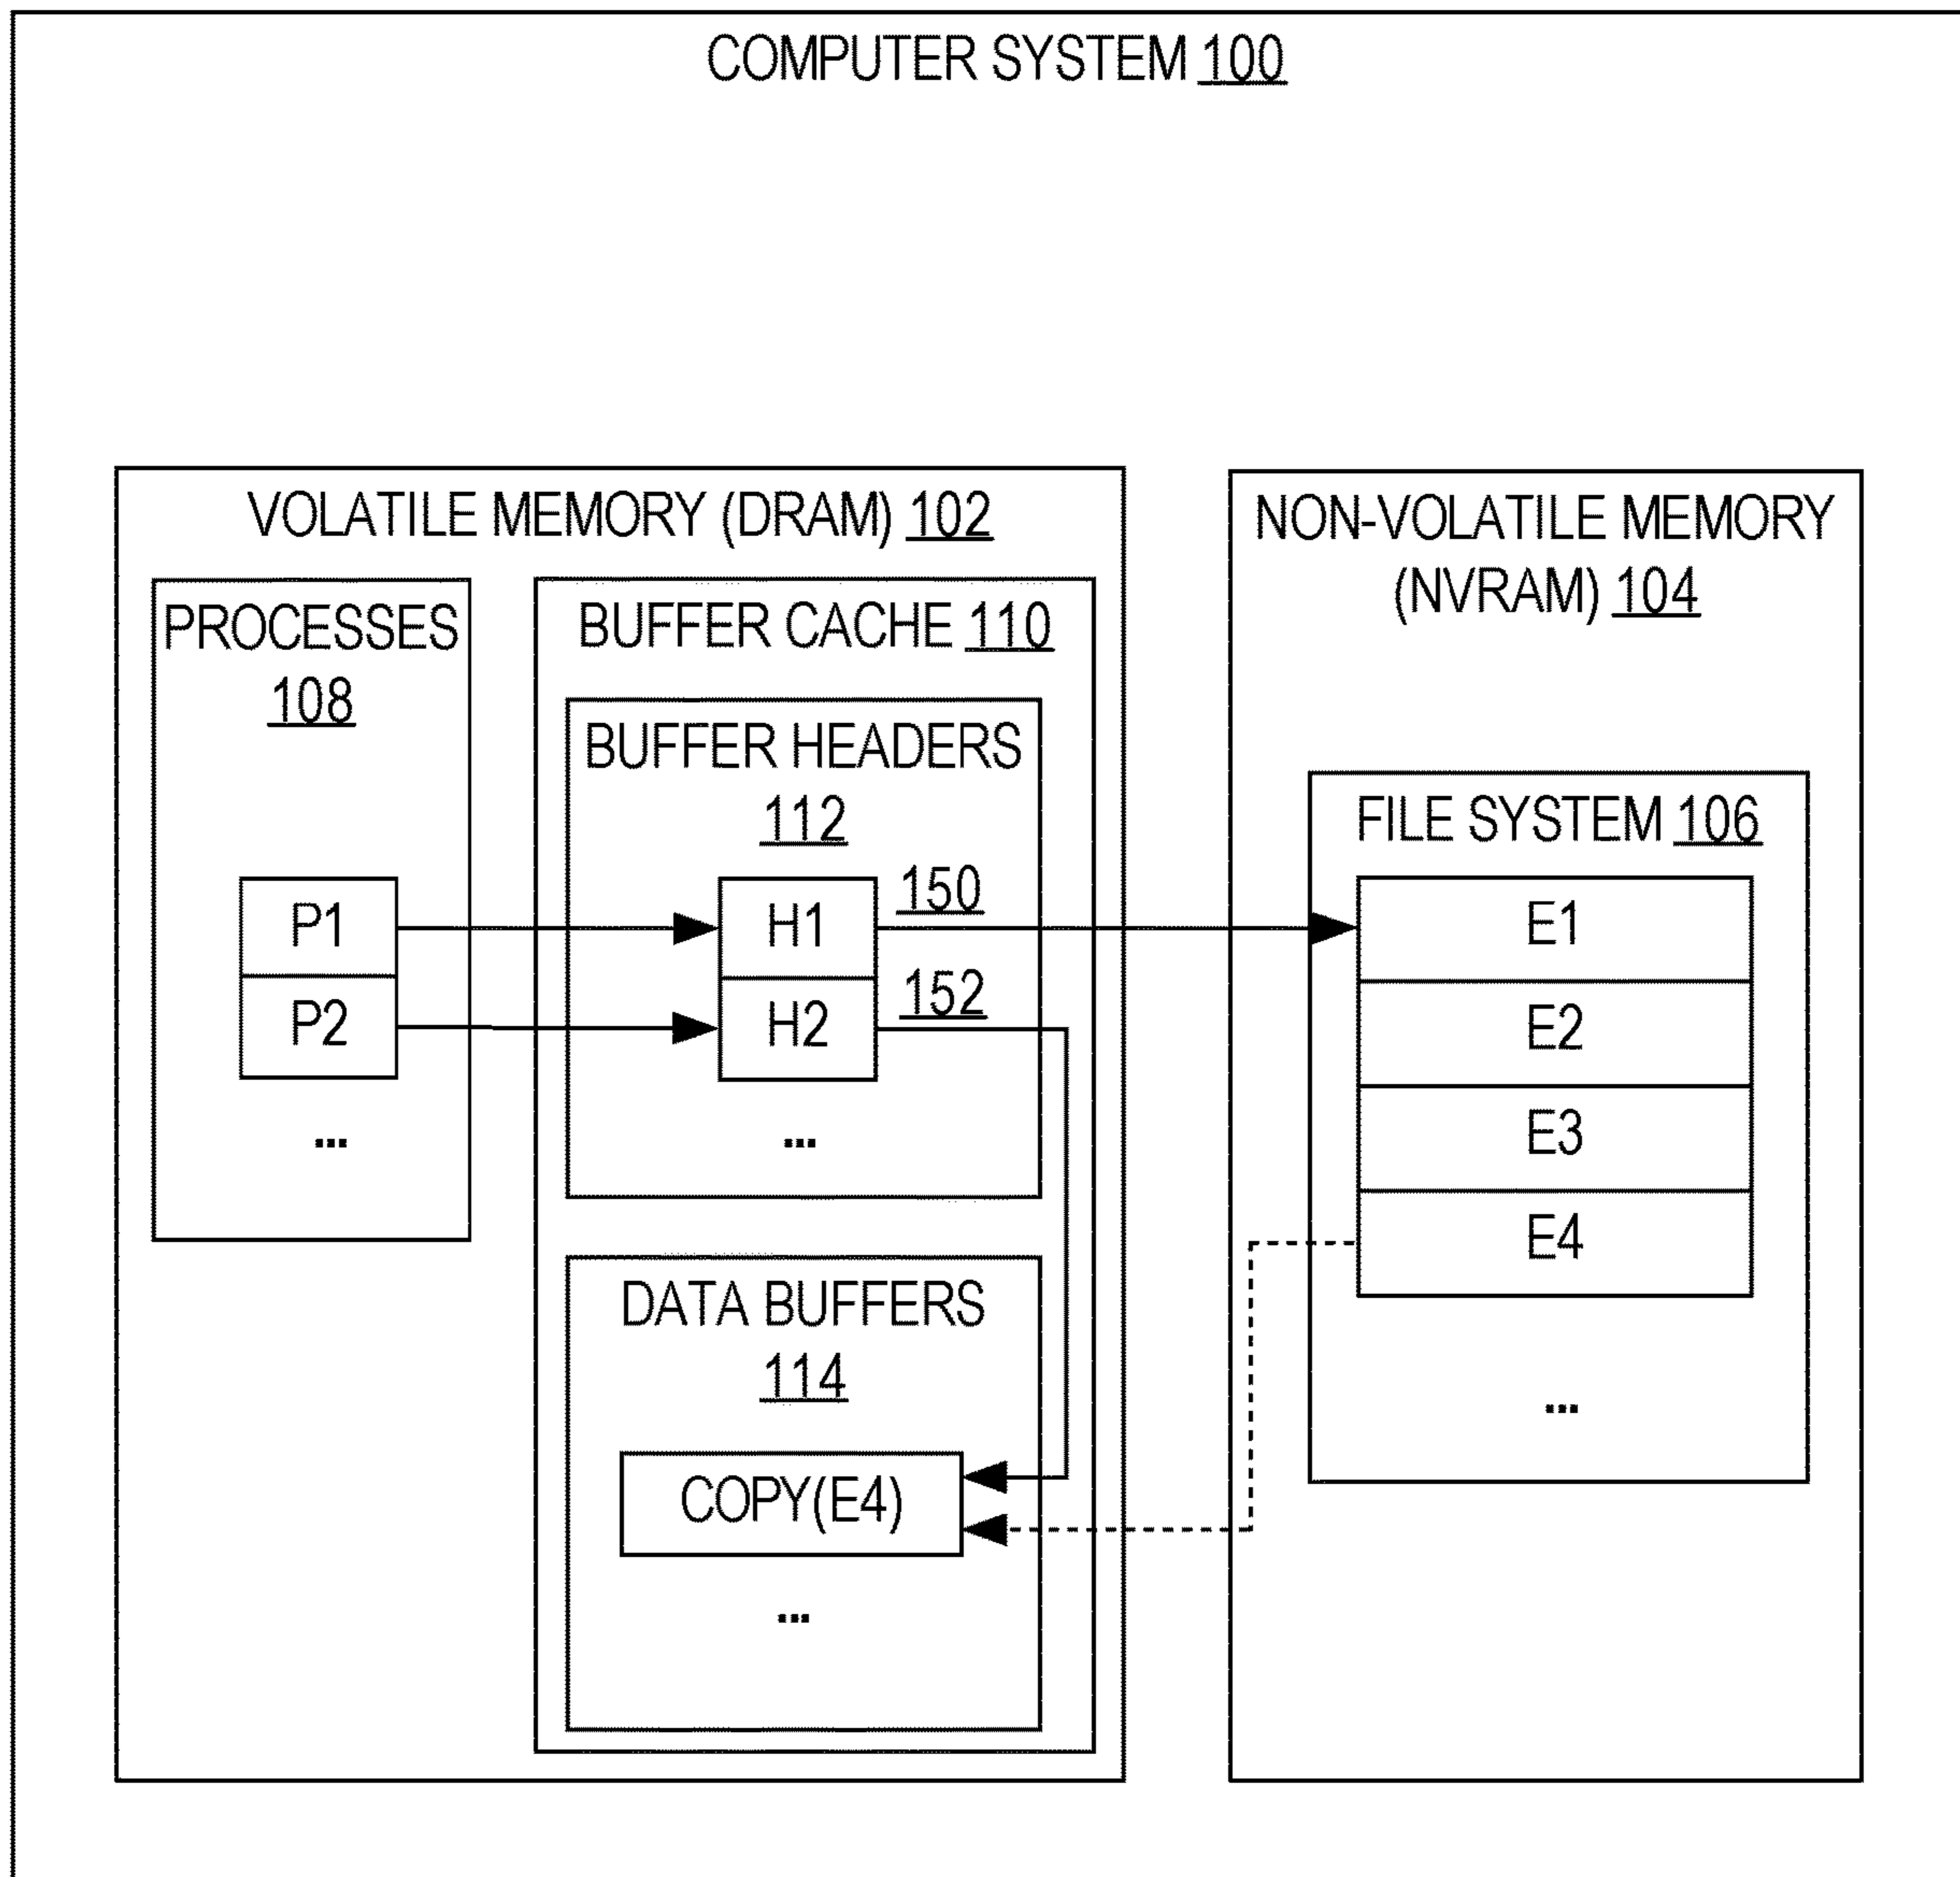 COMPUTER SYSTEM 100
VOLATILE MEMORY (DRAM) 102
PROCESSES
108
P1
P2
...
BUFFER CACHE 110
BUFFER HEADERS
112
H1
H2
...
150
152
DATA BUFFERS
114
COPY(E4)
...
NON-VOLATILE MEMORY
(NVRAM) 104
FILE SYSTEM 106
E1
E2
E3
E4
...